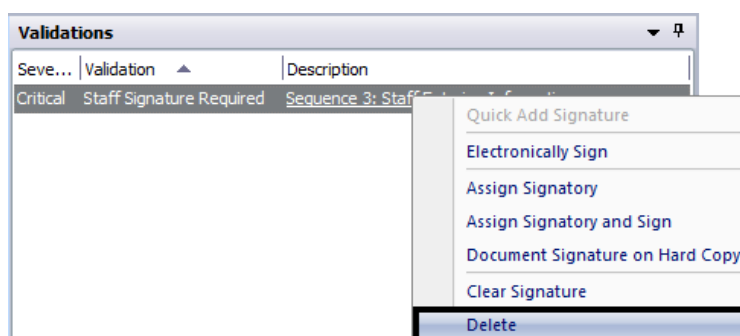 Validations
Seve... Validation Description
Critical Staff Signature Required Sequence 3: Staff
Quick Add Signature
Electronically Sign
Assign Signatory
Assign Signatory and Sign
Document Signature on Hard Copy
Clear Signature
Delete